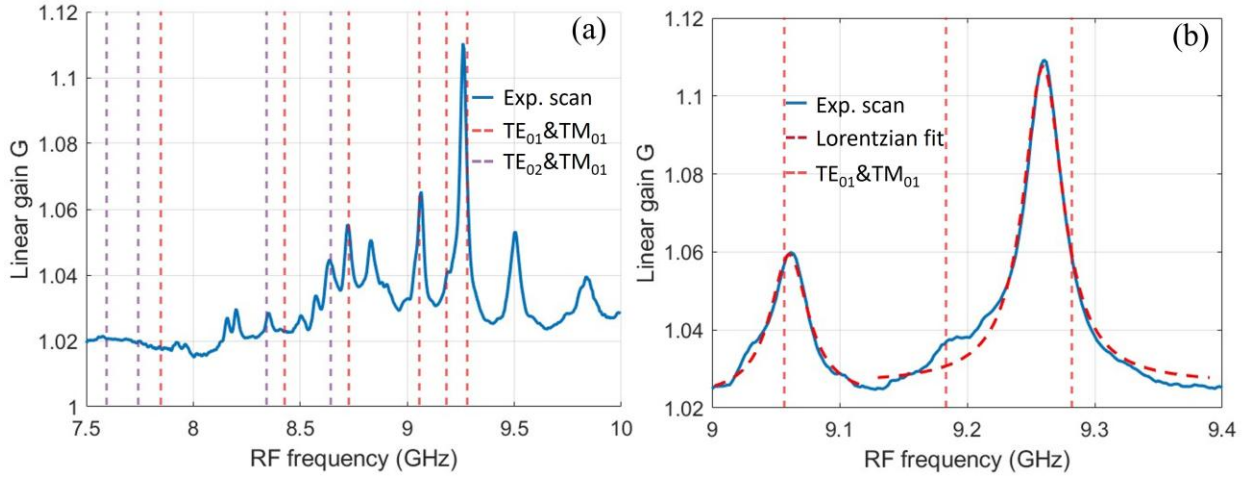 (a)
1.12
1.1
1.08
1.06
1.04
1.02
1
Linear gain G
Exp. scan
TE01&TM01
TE02&TM01
7.5 8 8.5 9 9.5 10
RF frequency (GHz)
(b)
1.12
1.1
1.08
1.06
1.04
1.02
Linear gain G
Exp. scan
Lorentzian fit
TE01&TM01
9 9.1 9.2 9.3 9.4
RF frequency (GHz)